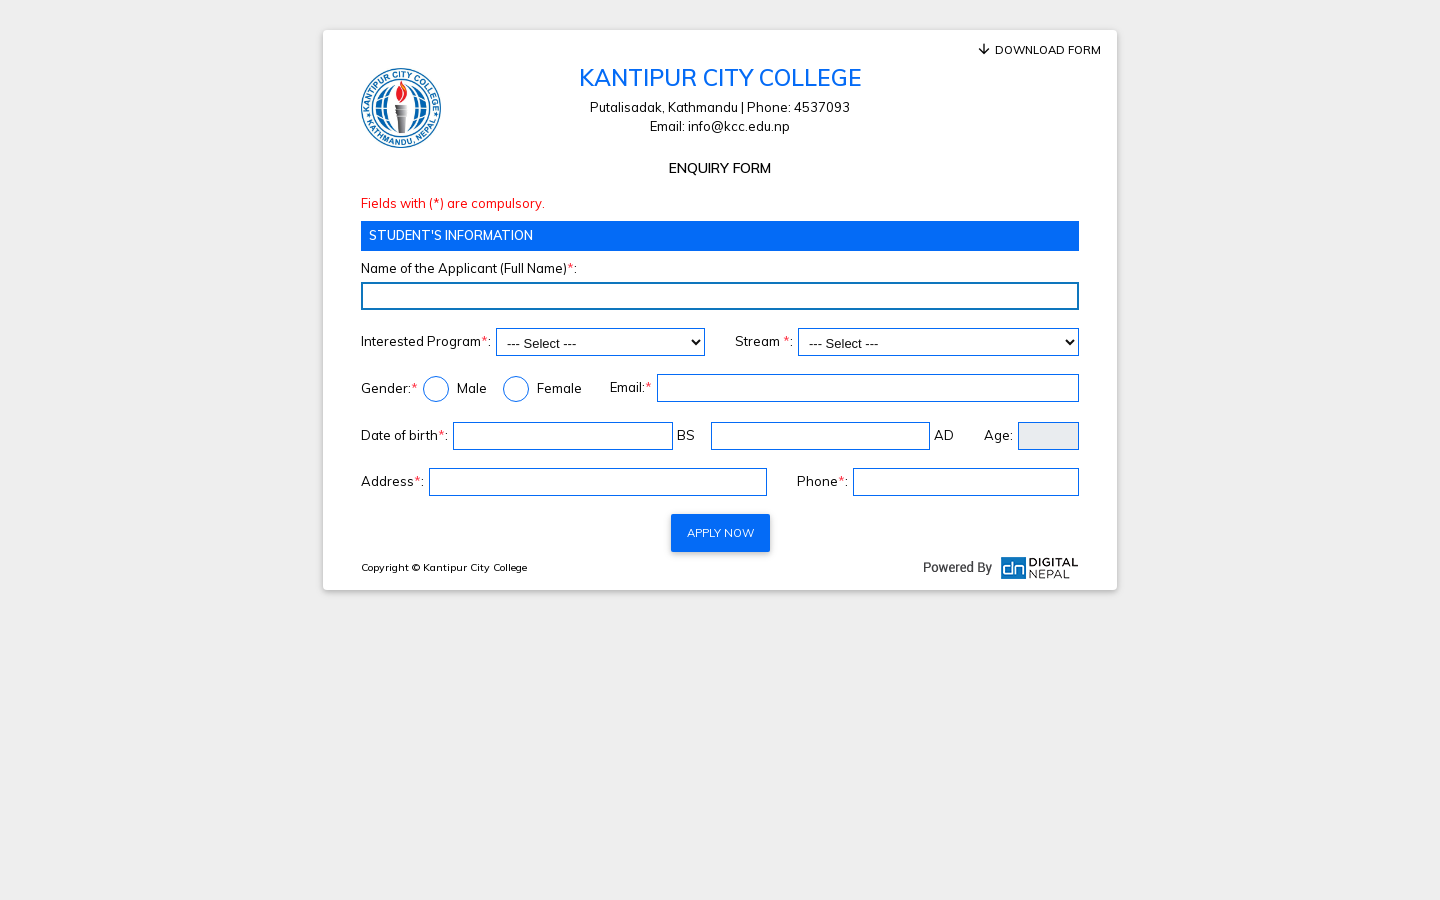 DOWNLOAD FORM
KANTIPUR CITY COLLEGE
KATHMANDU, NEPAL
KANTIPUR CITY COLLEGE
Putalisadak, Kathmandu | Phone: 4537093
Email: info@kcc.edu.np
ENQUIRY FORM
Fields with (*) are compulsory.
STUDENT'S INFORMATION
Name of the Applicant (Full Name)*:
Interested Program*: --- Select --- Stream *: --- Select ---
Gender:* Male Female Email:*
Date of birth*: BS AD Age:
Address*: Phone*:
APPLY NOW
Copyright © Kantipur City College Powered By dn DIGITAL NEPAL